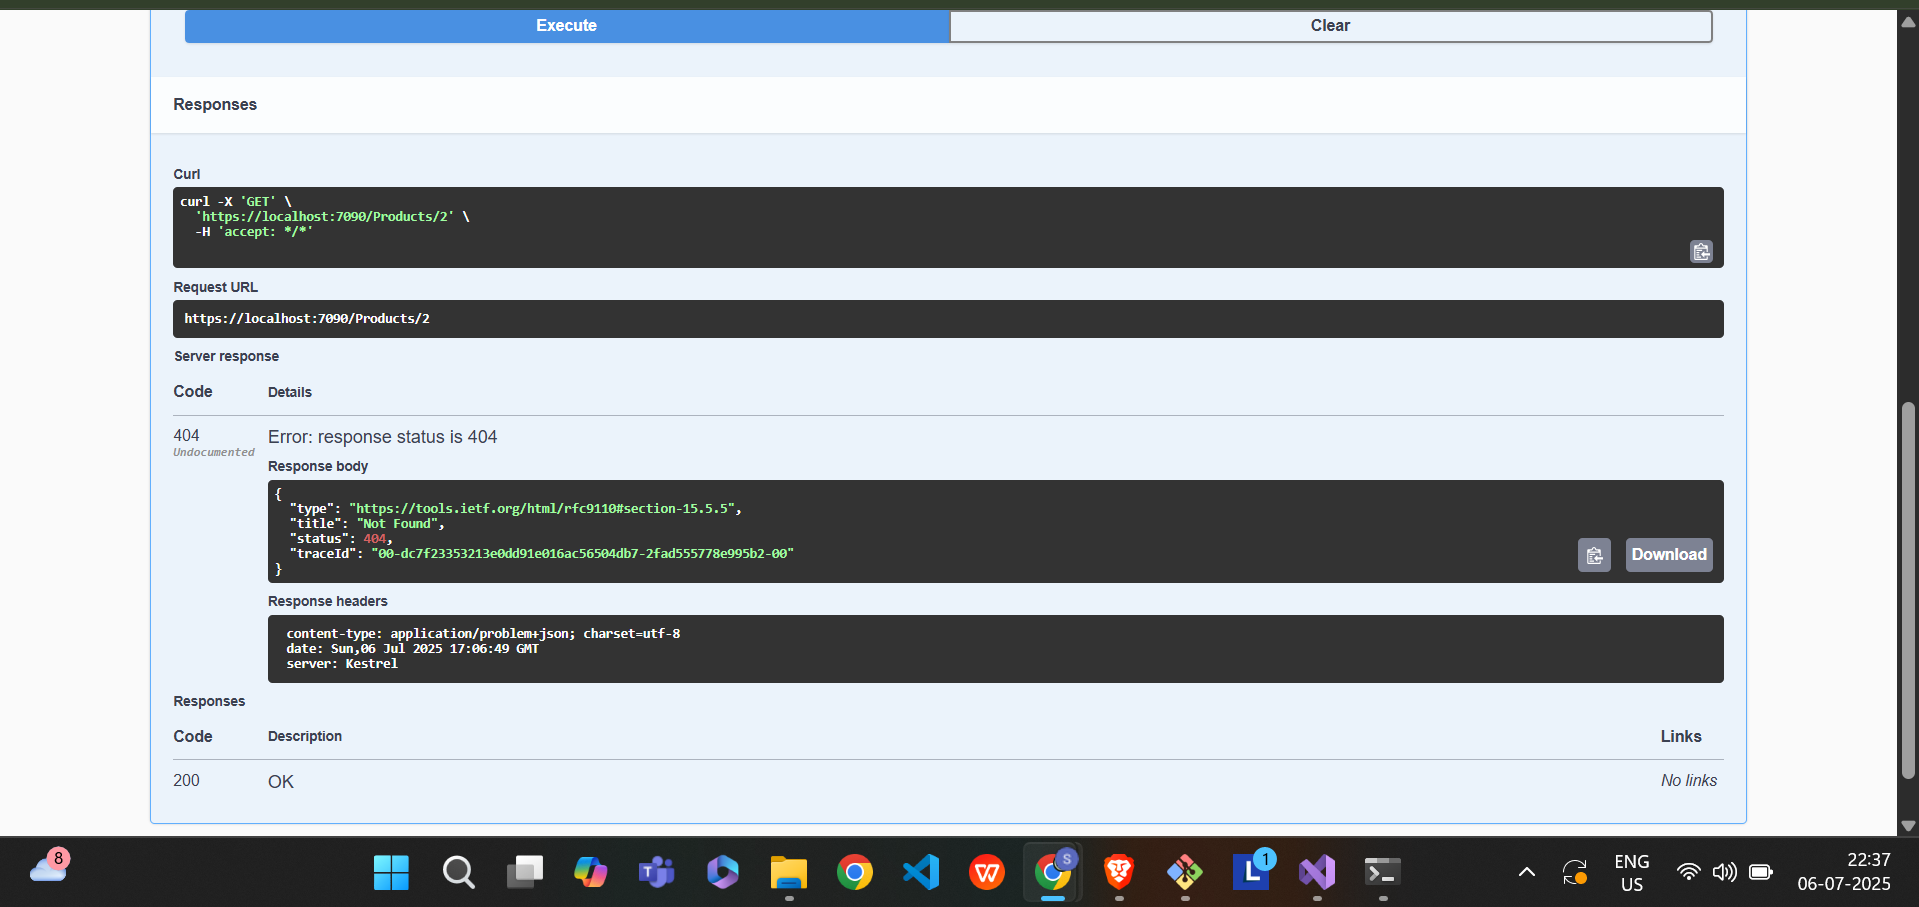 Execute
Clear
Responses
Curl
curl -X 'GET' \
'https://localhost:7090/Products/2' \
-H 'accept: */*'
Request URL
https://localhost:7090/Products/2
Server response
Code Details
404 Error: response status is 404
Undocumented
Response body
{
"type": "https://tools.ietf.org/html/rfc9110#section-15.5.5",
"title": "Not Found",
"status": 404,
"traceId": "00-dc7f23353213e0dd91e016ac56504db7-2fad555778e995b2-00"
}
Download
Response headers
content-type: application/problem+json; charset=utf-8
date: Sun,06 Jul 2025 17:06:49 GMT
server: Kestrel
Responses
Code Description Links
200 OK No links
8
T
W
S
L
1
ENG
US
22:37
06-07-2025